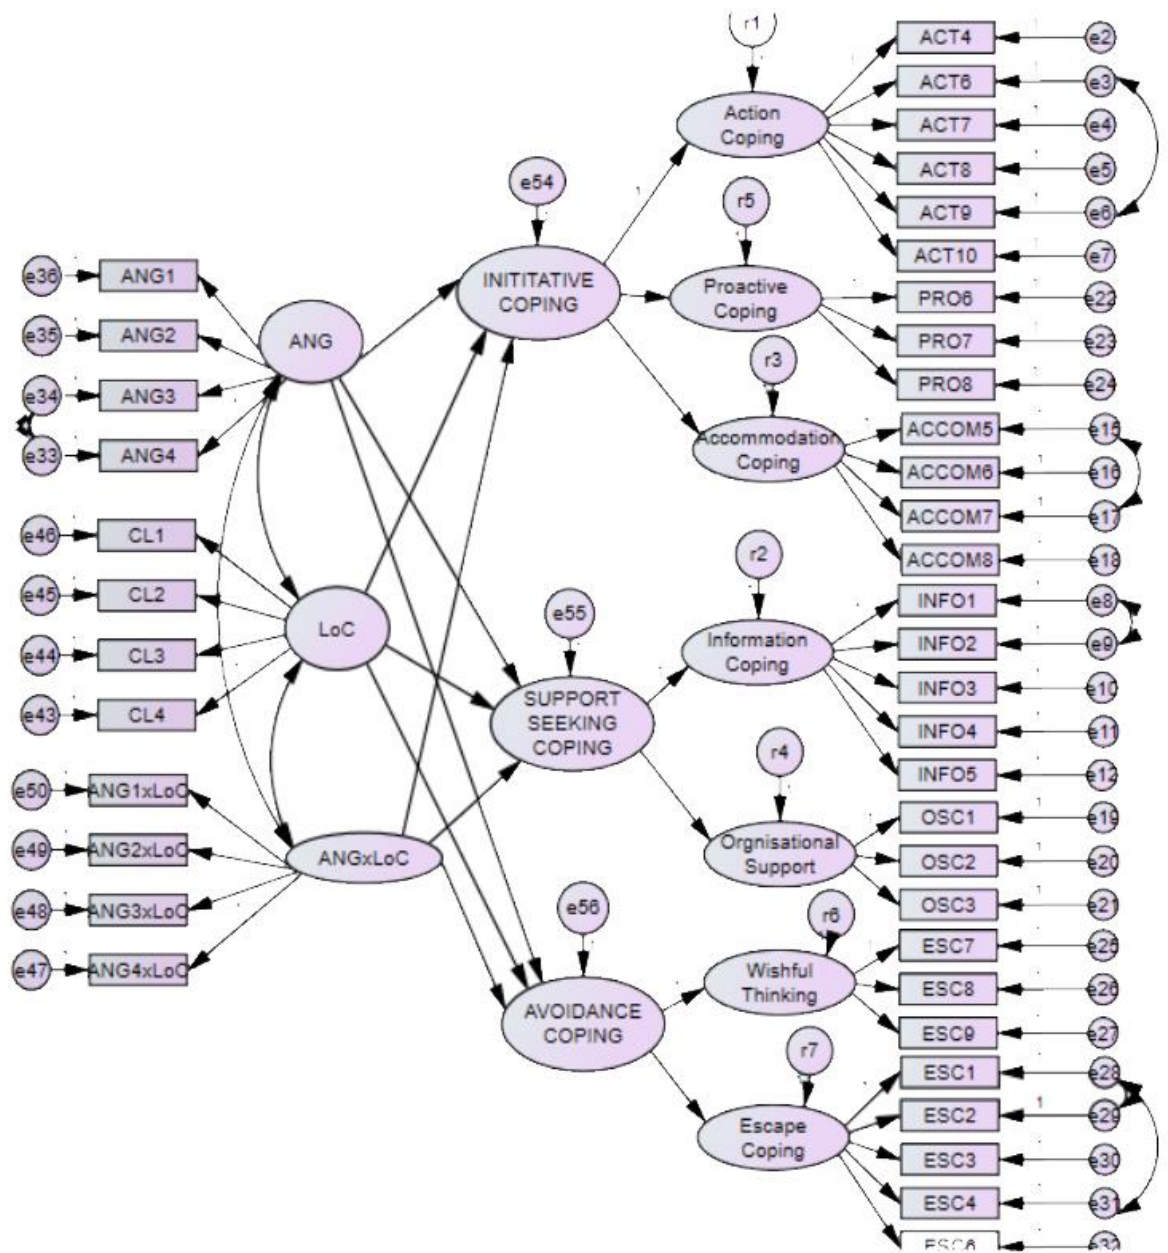 r1
ACT4
e2
ACT6
e3
Action
Coping
ACT7
e4
ACT8
e5
e54
1
r5
ACT9
e6
ACT10
e7
e36
ANG1
INITITATIVE
COPING
Proactive
Coping
PRO6
e22
e35
ANG2
ANG
PRO7
e23
r3
e34
ANG3
PRO8
e24
Accommodation
Coping
ACCOM5
e15
e33
ANG4
ACCOM6
e16
ACCOM7
e17
e46
CL1
r2
ACCOM8
e18
e45
CL2
e55
INFO1
e8
LoC
Information
Coping
INFO2
e9
e44
CL3
INFO3
e10
e43
CL4
SUPPORT
SEEKING
COPING
INFO4
e11
r4
INFO5
e12
e50
ANG1xLoC
OSC1
e19
e49
ANG2xLoC
ANGxLoC
Orgnisational
Support
OSC2
e20
e48
ANG3xLoC
e56
OSC3
e21
r6
e47
ANG4xLoC
ESC7
e25
Wishful
Thinking
ESC8
e26
AVOIDANCE
COPING
ESC9
e27
r7
ESC1
e28
ESC2
1
e29
Escape
Coping
ESC3
e30
ESC4
e31
ESC6
e32